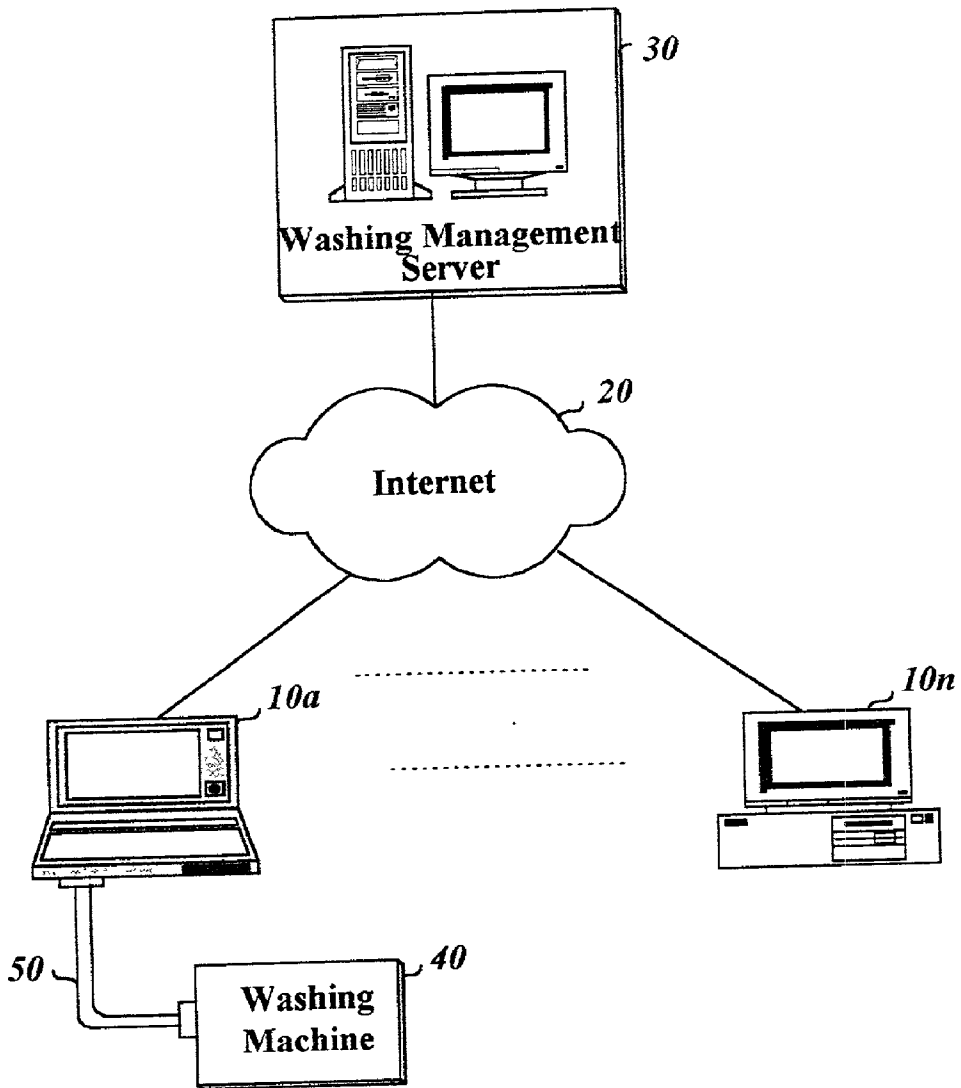 30
Washing Management
Server
20
Internet
10a
10n
50
40
Washing
Machine